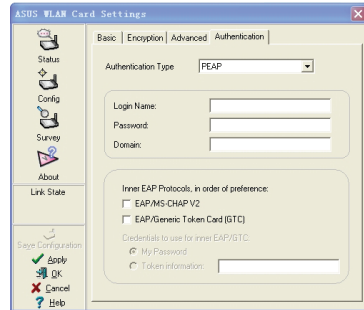 ASUS WLAN Card Settings
Status
Config
Survey
About
Link State
Save Configuration
Apply
OK
Cancel
Help
Basic Encryption Advanced Authentication
Authentication Type PEAP
Login Name:
Password:
Domain:
Inner EAP Protocols, in order of preference:
EAP/MS-CHAP V2
EAP/Generic Token Card (GTC)
Credentials to use for inner EAP/GTC:
My Password
Token information: